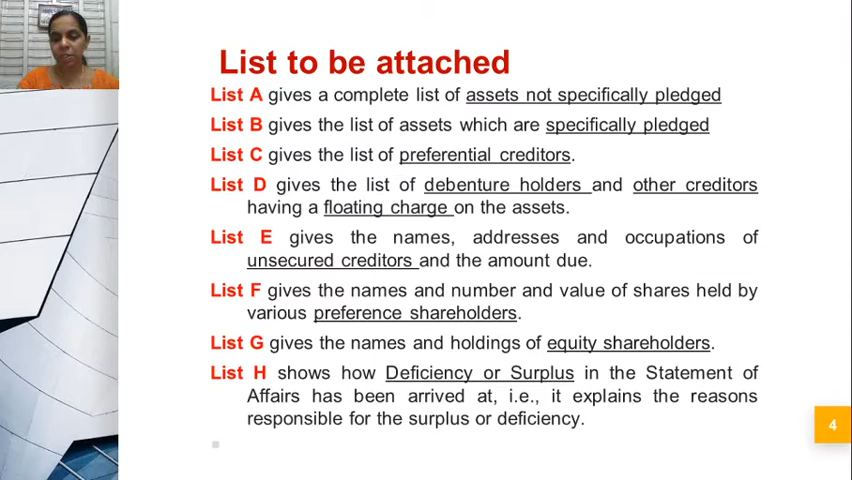 List to be attached
List A gives a complete list of assets not specifically pledged
List B gives the list of assets which are specifically pledged
List C gives the list of preferential creditors.
List D gives the list of debenture holders and other creditors
having a floating charge on the assets.
List E gives the names, addresses and occupations of
unsecured creditors and the amount due.
List F gives the names and number and value of shares held by
various preference shareholders.
List G gives the names and holdings of equity shareholders.
List H shows how Deficiency or Surplus in the Statement of
Affairs has been arrived at, i.e., it explains the reasons
responsible for the surplus or deficiency.
4